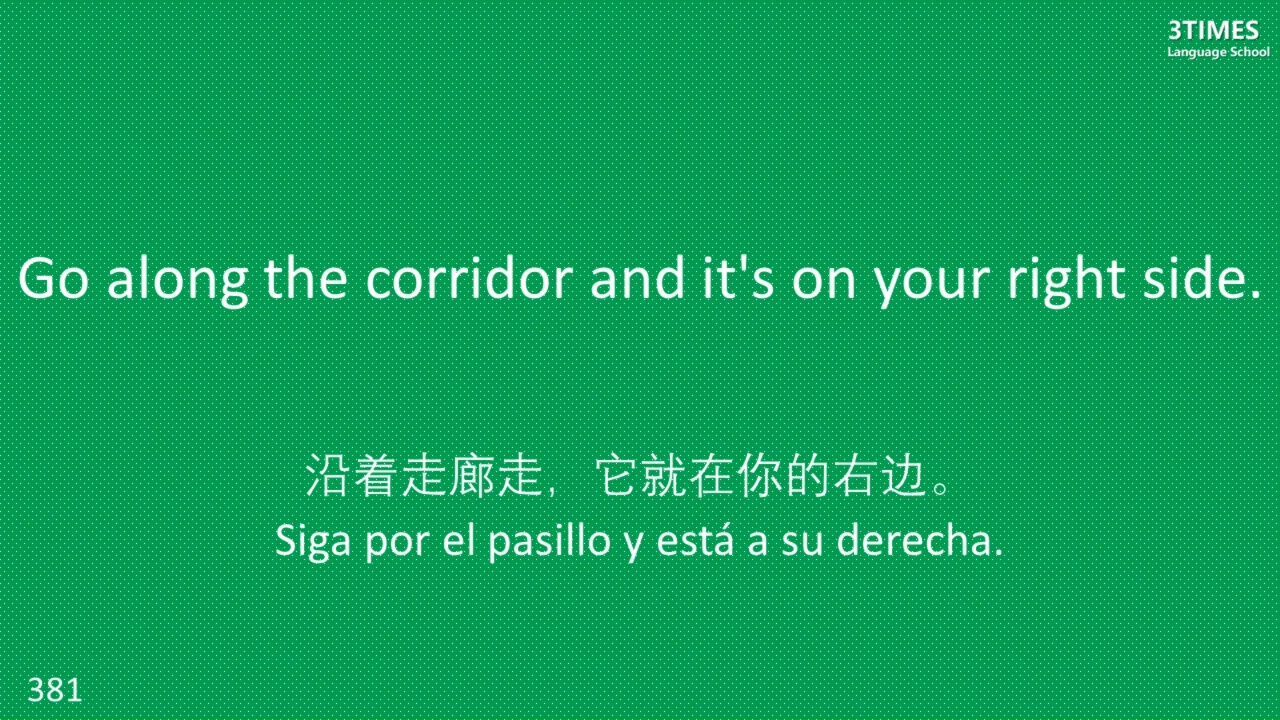 3TIMES
Language School
Go along the corridor and it's on your right side.
沿着走廊走，它就在你的右边。
Siga por el pasillo y está a su derecha.
381